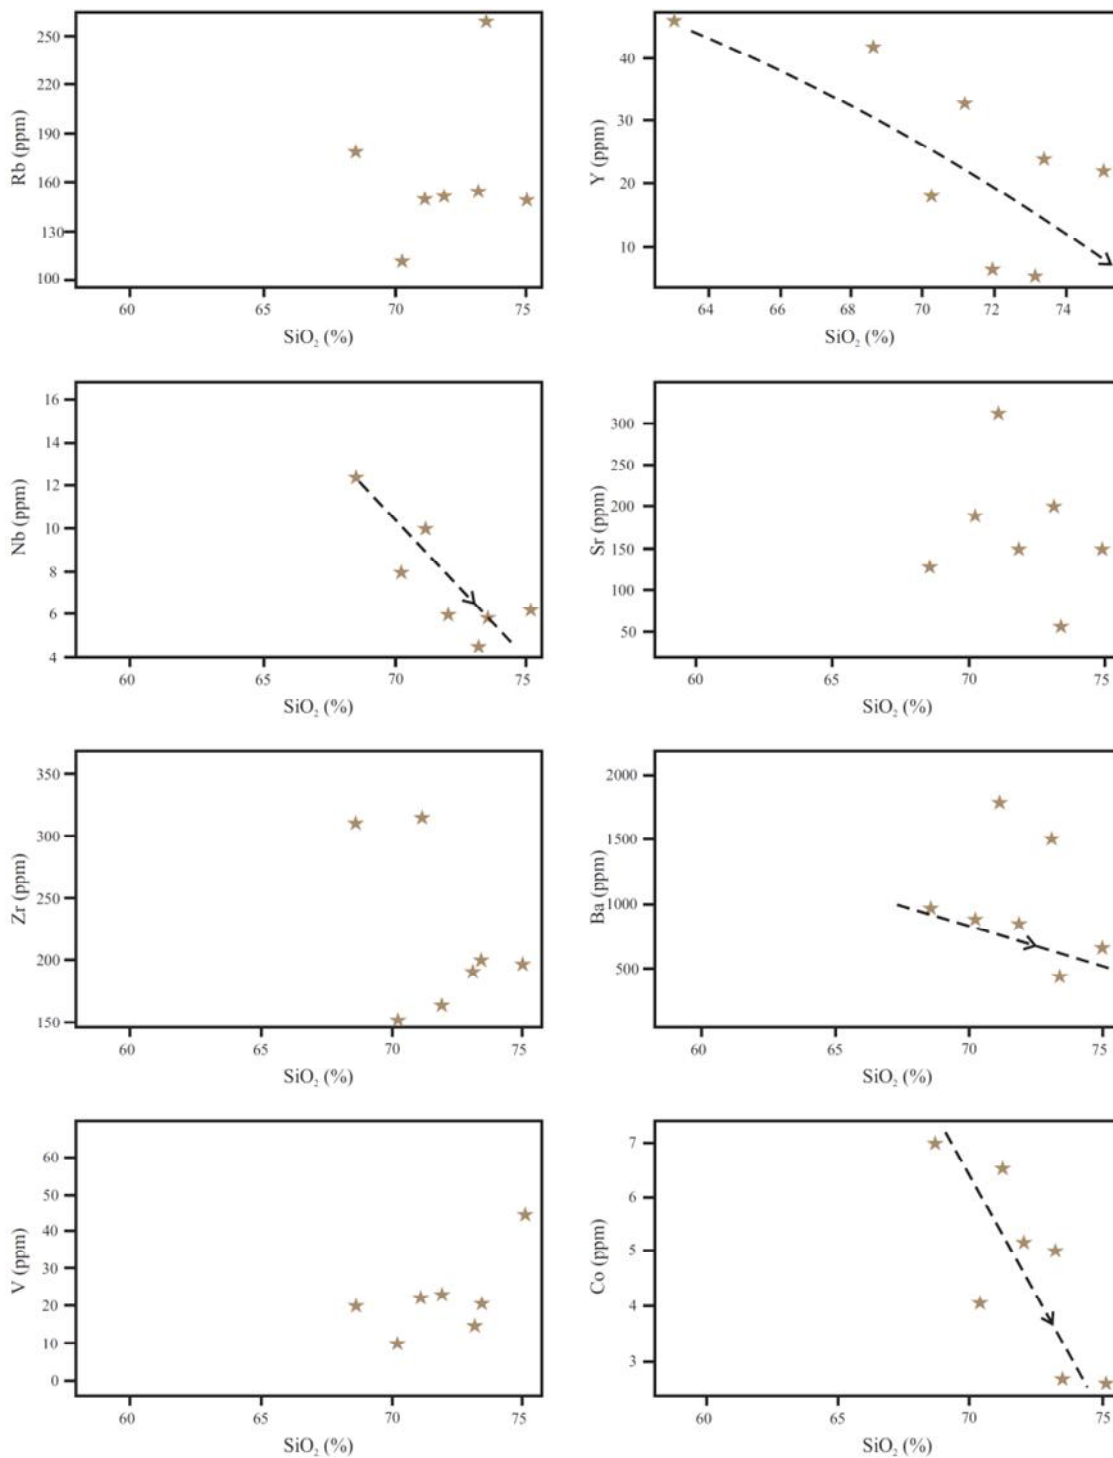 Rb (ppm)
250
220
190
160
130
100
60 65 70 75
SiO₂ (%)
Y (ppm)
40
30
20
10
64 66 68 70 72 74
SiO₂ (%)
Nb (ppm)
16
14
12
10
8
6
4
60 65 70 75
SiO₂ (%)
Sr (ppm)
300
250
200
150
100
50
60 65 70 75
SiO₂ (%)
Zr (ppm)
350
300
250
200
150
60 65 70 75
SiO₂ (%)
Ba (ppm)
2000
1500
1000
500
60 65 70 75
SiO₂ (%)
V (ppm)
60
50
40
30
20
10
0
60 65 70 75
SiO₂ (%)
Co (ppm)
7
6
5
4
3
60 65 70 75
SiO₂ (%)